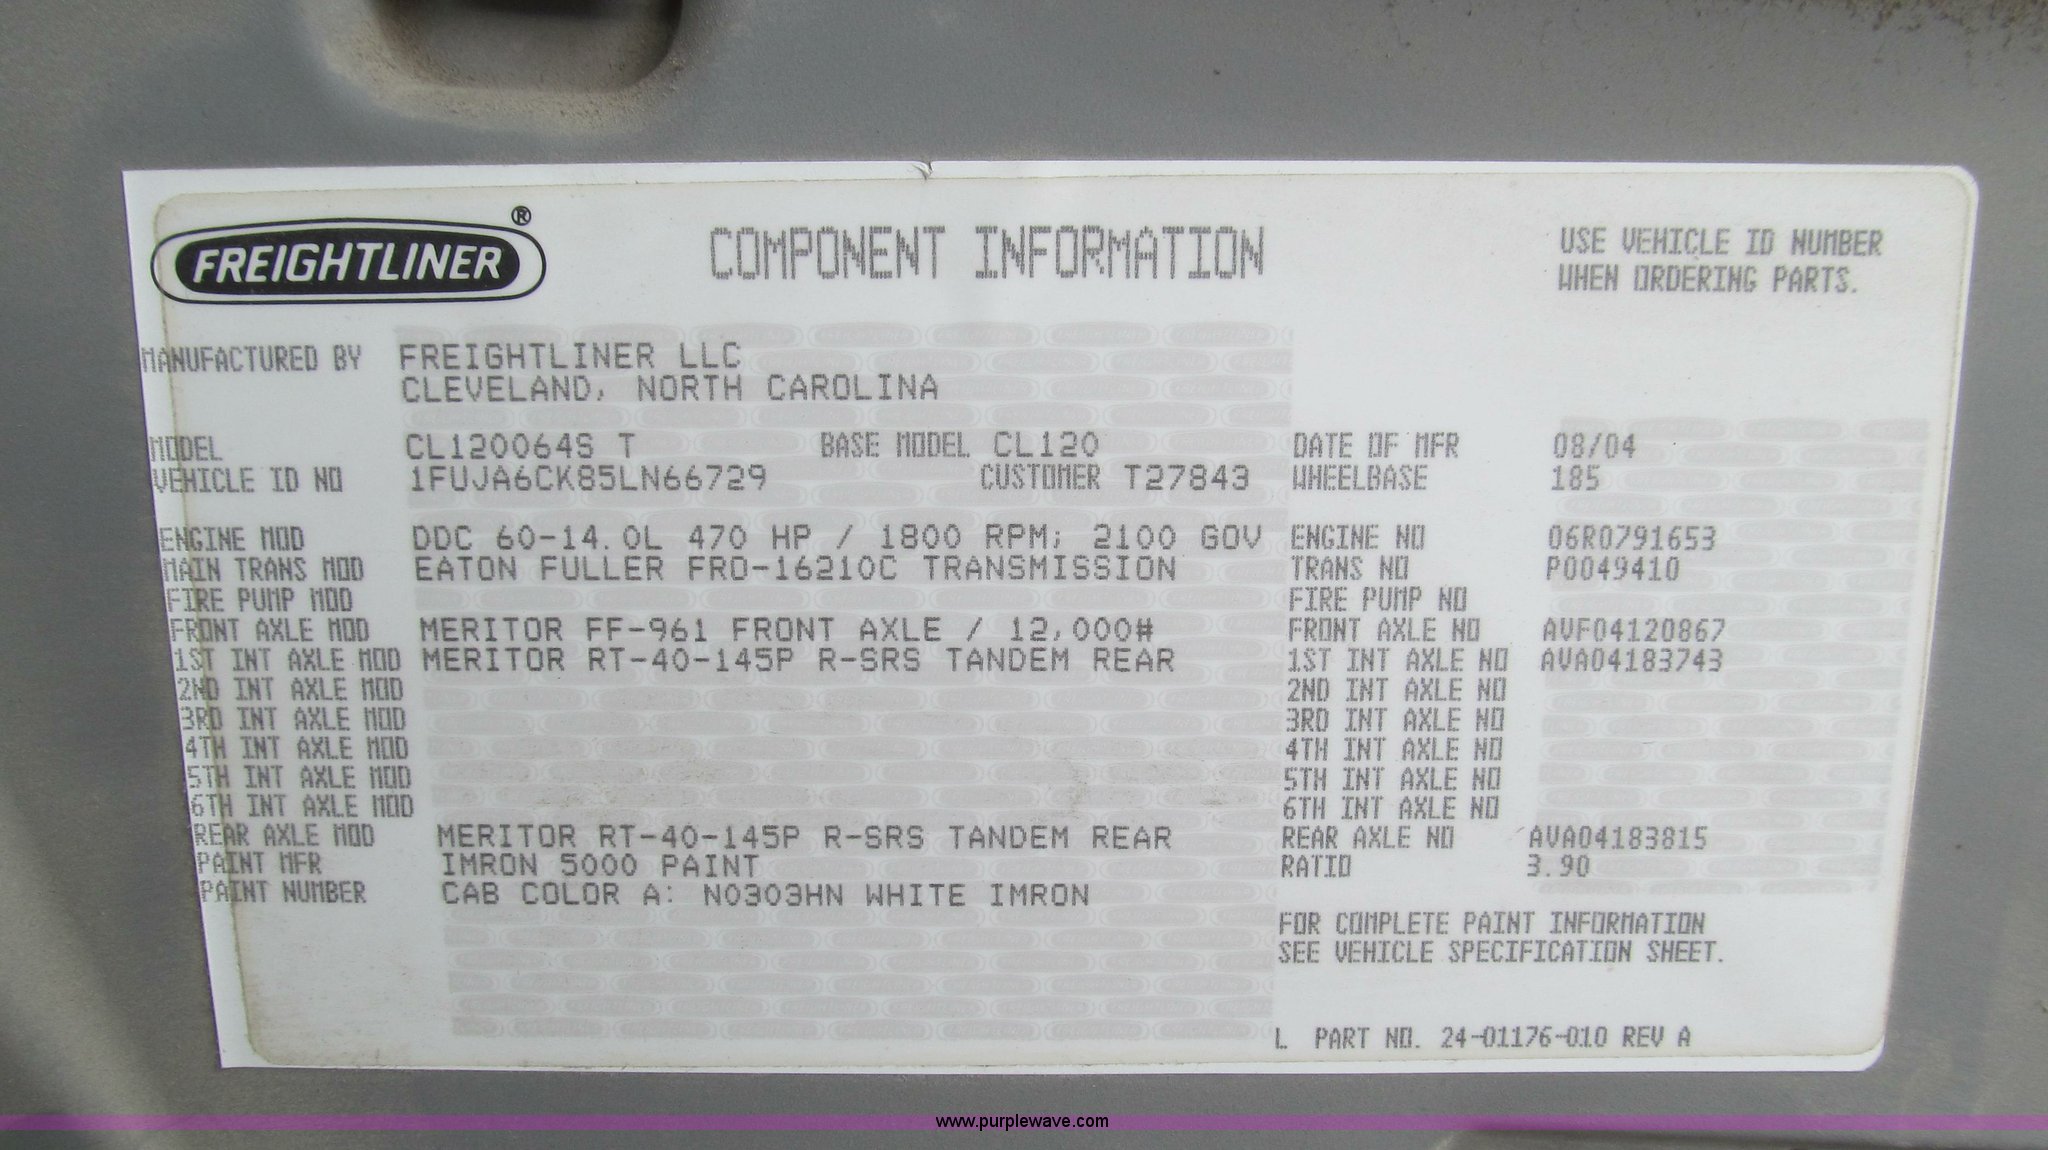 FREIGHTLINER ®
COMPONENT INFORMATION
USE VEHICLE ID NUMBER
WHEN ORDERING PARTS.
MANUFACTURED BY FREIGHTLINER LLC
CLEVELAND, NORTH CAROLINA
MODEL CL120064S T BASE MODEL CL120 DATE OF MFR 08/04
VEHICLE ID NO 1FUJA6CK85LN66729 CUSTOMER T27843 WHEELBASE 185
ENGINE MOD DDC 60-14.0L 470 HP / 1800 RPM; 2100 GOV ENGINE NO 06R0791653
MAIN TRANS MOD EATON FULLER FRO-16210C TRANSMISSION TRANS NO P0049410
FIRE PUMP MOD FIRE PUMP NO
FRONT AXLE MOD MERITOR FF-961 FRONT AXLE / 12,000# FRONT AXLE NO AVF04120867
1ST INT AXLE MOD MERITOR RT-40-145P R-SRS TANDEM REAR 1ST INT AXLE NO AVA04183743
2ND INT AXLE MOD 2ND INT AXLE NO
3RD INT AXLE MOD 3RD INT AXLE NO
4TH INT AXLE MOD 4TH INT AXLE NO
5TH INT AXLE MOD 5TH INT AXLE NO
6TH INT AXLE MOD 6TH INT AXLE NO
REAR AXLE MOD MERITOR RT-40-145P R-SRS TANDEM REAR REAR AXLE NO AVA04183815
PAINT MFR IMRON 5000 PAINT RATIO 3.90
PAINT NUMBER CAB COLOR A: N0303HN WHITE IMRON
FOR COMPLETE PAINT INFORMATION
SEE VEHICLE SPECIFICATION SHEET.
L PART NO. 24-01176-010 REV A
www.purplewave.com